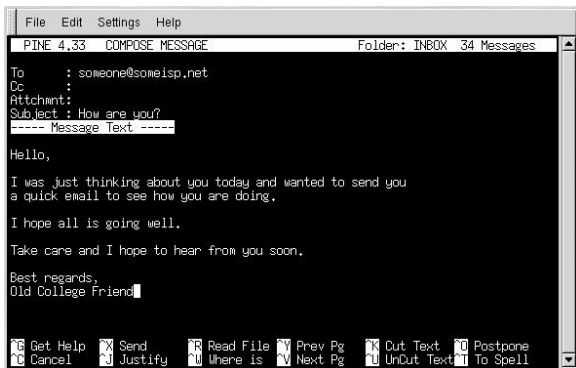 File Edit Settings Help
PINE 4.33 COMPOSE MESSAGE Folder: INBOX 34 Messages
To : someone@someisp.net
Cc :
Attchmnt:
Subject : How are you?
----- Message Text -----
Hello,
I was just thinking about you today and wanted to send you
a quick email to see how you are doing.
I hope all is going well.
Take care and I hope to hear from you soon.
Best regards,
Old College Friend
^G Get Help ^X Send ^R Read File ^Y Prev Pg ^K Cut Text ^O Postpone
^C Cancel ^J Justify ^W Where is ^V Next Pg ^U UnCut Text ^T To Spell